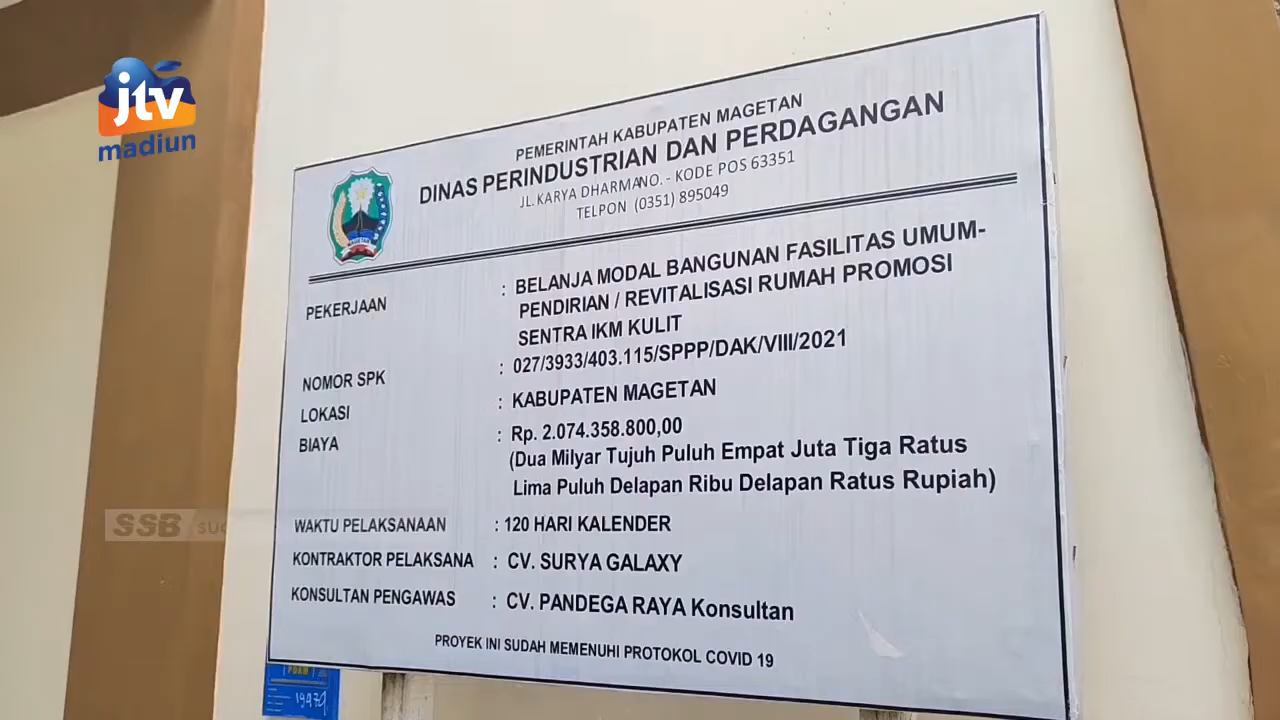 jtv
madiun
PEMERINTAH KABUPATEN MAGETAN
DINAS PERINDUSTRIAN DAN PERDAGANGAN
JL. KARYA DHARMANO. - KODE POS 63351
TELPON (0351) 895049
MAGETAN
PEKERJAAN : BELANJA MODAL BANGUNAN FASILITAS UMUM-
PENDIRIAN / REVITALISASI RUMAH PROMOSI
SENTRA IKM KULIT
NOMOR SPK : 027/3933/403.115/SPPP/DAK/VIII/2021
LOKASI : KABUPATEN MAGETAN
BIAYA : Rp. 2.074.358.800,00
(Dua Milyar Tujuh Puluh Empat Juta Tiga Ratus
Lima Puluh Delapan Ribu Delapan Ratus Rupiah)
WAKTU PELAKSANAAN : 120 HARI KALENDER
KONTRAKTOR PELAKSANA : CV. SURYA GALAXY
KONSULTAN PENGAWAS : CV. PANDEGA RAYA Konsultan
PROYEK INI SUDAH MEMENUHI PROTOKOL COVID 19
SSB
PDAM